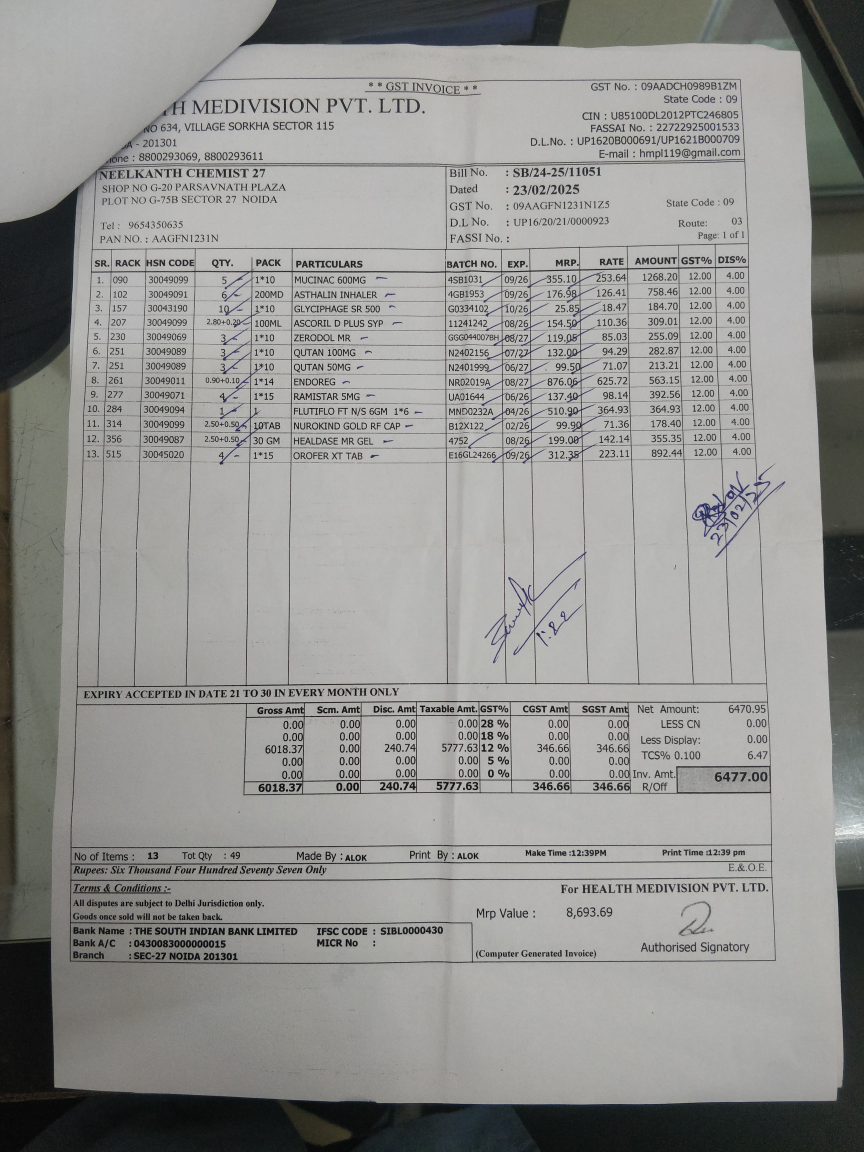 * * GST INVOICE * *
GST No. : 09AADCH0989B1ZM
State Code : 09
TH MEDIVISION PVT. LTD.
CIN : U85100DL2012PTC246805
NO 634, VILLAGE SORKHA SECTOR 115
FASSAI No. : 22722925001533
A - 201301
D.L.No. : UP1620B000691/UP1621B000709
hone : 8800293069, 8800293611
E-mail : hmpl119@gmail.com
NEELKANTH CHEMIST 27
SHOP NO G-20 PARSAVNATH PLAZA
PLOT NO G-75B SECTOR 27 NOIDA
Tel : 9654350635
PAN NO. : AAGFN1231N
Bill No. : SB/24-25/11051
Dated : 23/02/2025
GST No. : 09AAGFN1231N1Z5 State Code : 09
D.L No. : UP16/20/21/0000923 Route: 03
FASSI No. : Page: 1 of 1
SR. RACK HSN CODE QTY. PACK PARTICULARS BATCH NO. EXP. MRP. RATE AMOUNT GST% DIS%
1. 090 30049099 5 1*10 MUCINAC 600MG 4SB1031 09/26 355.10 253.64 1268.20 12.00 4.00
2. 102 30049091 6 200MD ASTHALIN INHALER 4GB1953 09/26 176.98 126.41 758.46 12.00 4.00
3. 157 30043190 10 1*10 GLYCIPHAGE SR 500 G0334102 10/26 25.85 18.47 184.70 12.00 4.00
4. 207 30049099 2.80+0.20 100ML ASCORIL D PLUS SYP 11241242 08/26 154.50 110.36 309.01 12.00 4.00
5. 230 30049069 3 1*10 ZERODOL MR GGG044007BH 08/27 119.05 85.03 255.09 12.00 4.00
6. 251 30049089 3 1*10 QUTAN 100MG N2402156 07/27 132.00 94.29 282.87 12.00 4.00
7. 251 30049089 3 1*10 QUTAN 50MG N2401999 06/27 99.50 71.07 213.21 12.00 4.00
8. 261 30049011 0.90+0.10 1*14 ENDOREG NR02019A 08/27 876.06 625.72 563.15 12.00 4.00
9. 277 30049071 4 1*15 RAMISTAR 5MG UA01644 06/26 137.40 98.14 392.56 12.00 4.00
10. 284 30049094 1 1 FLUTIFLO FT N/S 6GM 1*6 MND0232A 04/26 510.90 364.93 364.93 12.00 4.00
11. 314 30049099 2.50+0.50 10TAB NUROKIND GOLD RF CAP B12X122 02/26 99.90 71.36 178.40 12.00 4.00
12. 356 30049087 2.50+0.50 30 GM HEALDASE MR GEL 4752 08/26 199.00 142.14 355.35 12.00 4.00
13. 515 30045020 4 1*15 OROFER XT TAB E16GL24266 09/26 312.35 223.11 892.44 12.00 4.00
23/02/25
EXPIRY ACCEPTED IN DATE 21 TO 30 IN EVERY MONTH ONLY
Gross Amt Scm. Amt Disc. Amt Taxable Amt. GST% CGST Amt SGST Amt Net Amount: 6470.95
0.00 0.00 0.00 0.00 28 % 0.00 0.00 LESS CN 0.00
0.00 0.00 0.00 0.00 18 % 0.00 0.00 Less Display: 0.00
6018.37 0.00 240.74 5777.63 12 % 346.66 346.66 TCS% 0.100 6.47
0.00 0.00 0.00 0.00 5 % 0.00 0.00
0.00 0.00 0.00 0.00 0 % 0.00 0.00 Inv. Amt. 6477.00
6018.37 0.00 240.74 5777.63 346.66 346.66 R/Off
No of Items : 13 Tot Qty : 49 Made By : ALOK Print By : ALOK Make Time :12:39PM Print Time :12:39 pm
Rupees: Six Thousand Four Hundred Seventy Seven Only E.& O.E.
Terms & Conditions :-
For HEALTH MEDIVISION PVT. LTD.
All disputes are subject to Delhi Jurisdiction only.
Goods once sold will not be taken back.
Mrp Value : 8,693.69
Bank Name : THE SOUTH INDIAN BANK LIMITED IFSC CODE : SIBL0000430
Bank A/C : 0430083000000015 MICR No :
Branch : SEC-27 NOIDA 201301
(Computer Generated Invoice)
Authorised Signatory